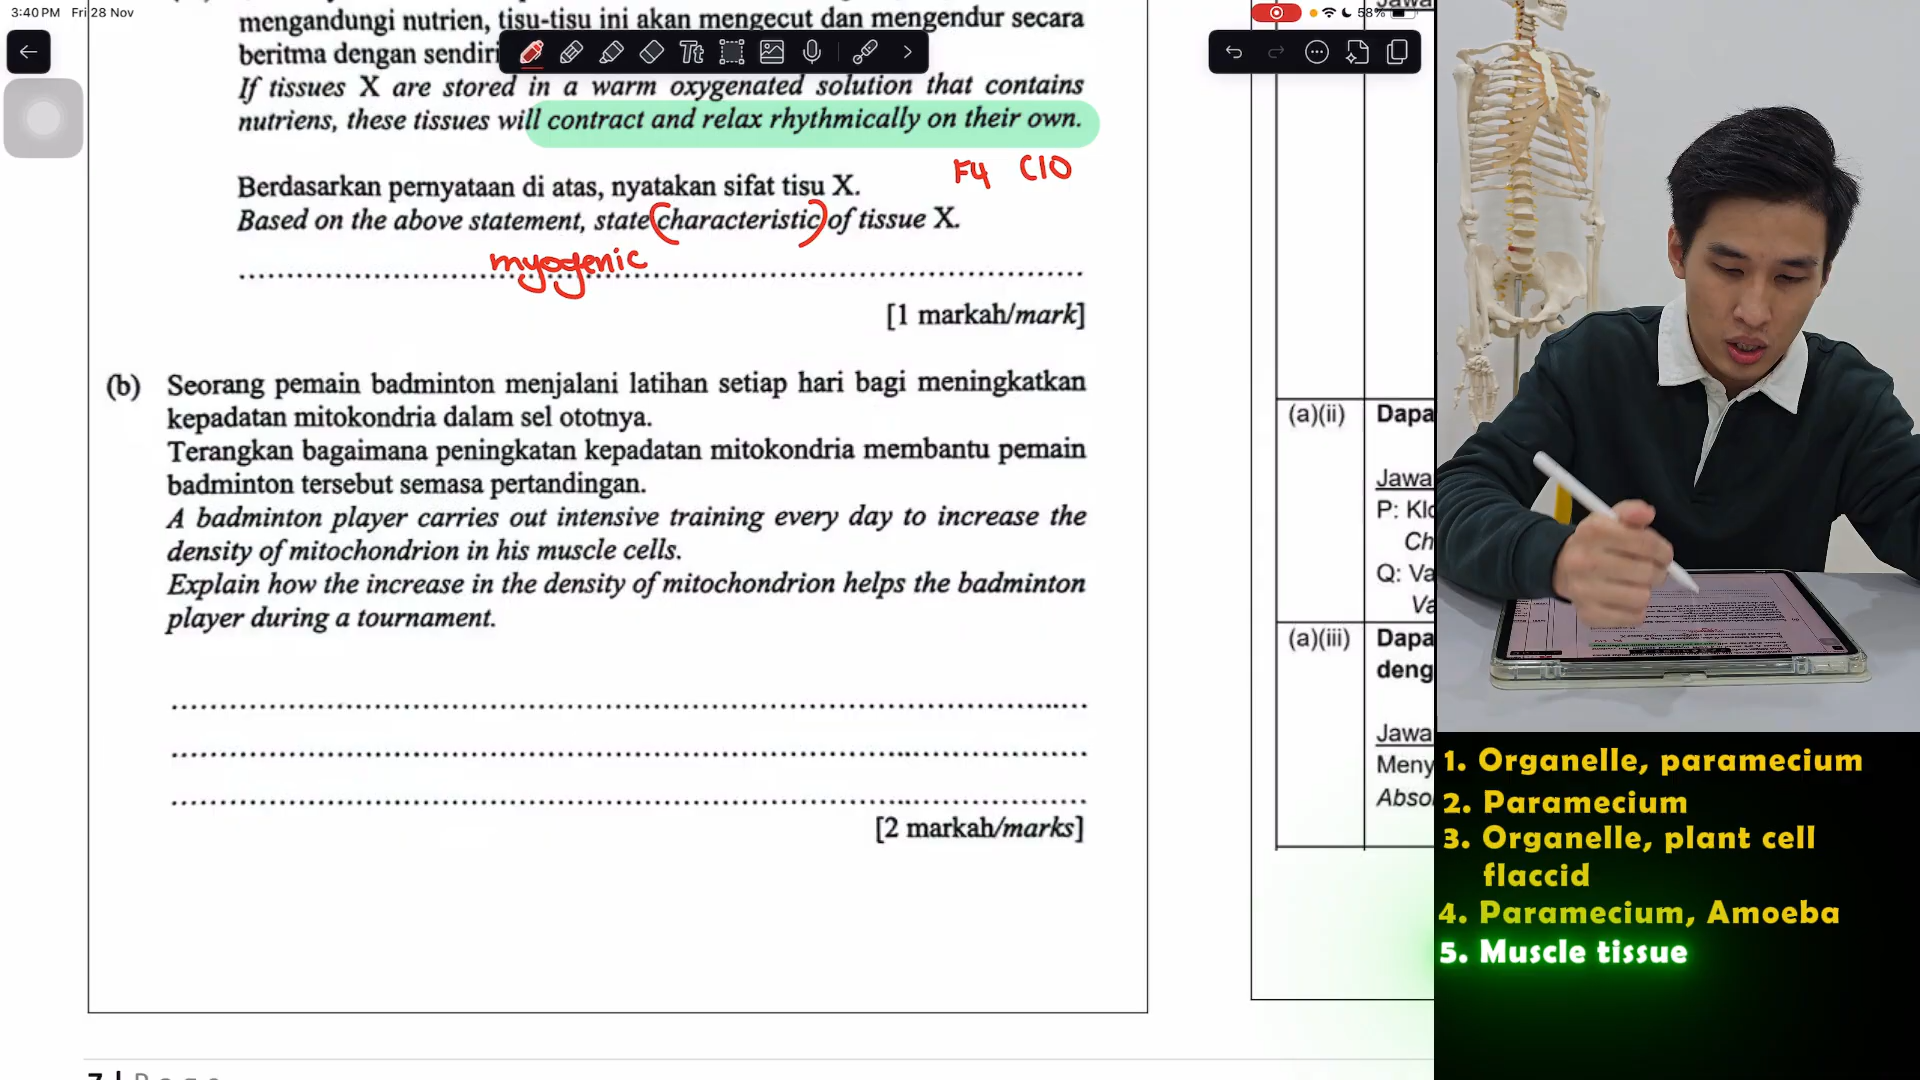 3:40 PM Fri 28 Nov
58%
mengandungi nutrien, tisu-tisu ini akan mengecut dan mengendur secara
beritma dengan sendiri
If tissues X are stored in a warm oxygenated solution that contains
nutriens, these tissues will contract and relax rhythmically on their own.
F4 C10
Berdasarkan pernyataan di atas, nyatakan sifat tisu X.
Based on the above statement, state (characteristic) of tissue X.
myogenic
[1 markah/mark]
(b) Seorang pemain badminton menjalani latihan setiap hari bagi meningkatkan
kepadatan mitokondria dalam sel ototnya.
Terangkan bagaimana peningkatan kepadatan mitokondria membantu pemain
badminton tersebut semasa pertandingan.
A badminton player carries out intensive training every day to increase the
density of mitochondrion in his muscle cells.
Explain how the increase in the density of mitochondrion helps the badminton
player during a tournament.
[2 markah/marks]
Tt
(a)(ii) Dapa
Jawa
P: Klo
Ch
Q: Va
Va
(a)(iii) Dapa
deng
Jawa
Meny
Abso
1. Organelle, paramecium
2. Paramecium
3. Organelle, plant cell
flaccid
4. Paramecium, Amoeba
5. Muscle tissue